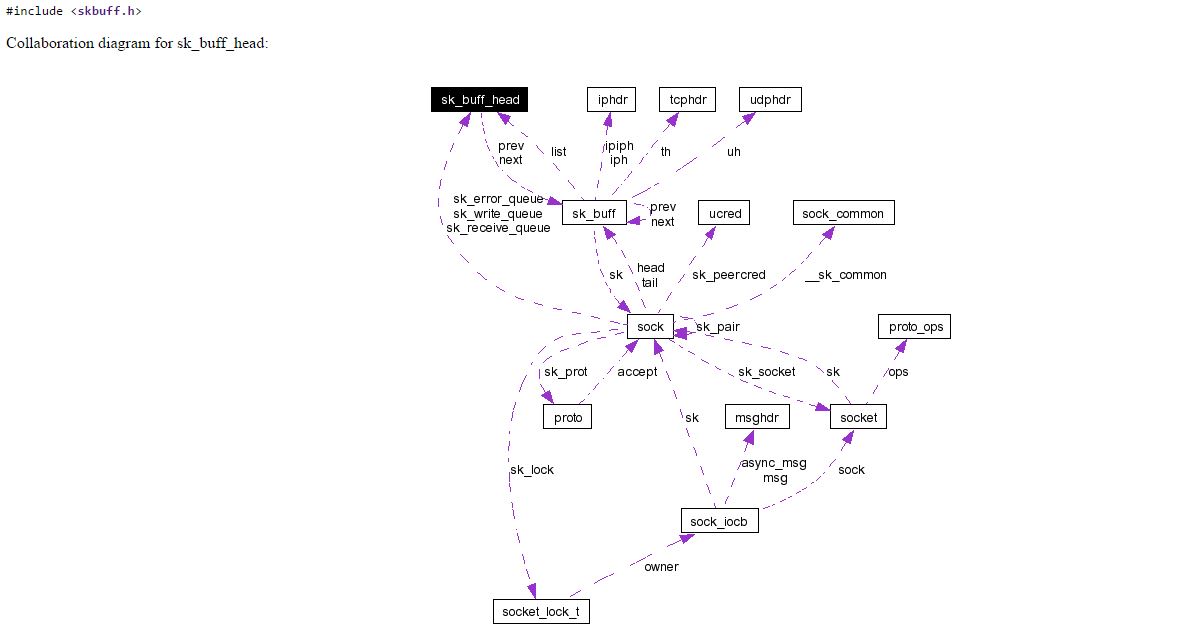 #include <skbuff.h>
Collaboration diagram for sk_buff_head:
sk_buff_head
iphdr
tcphdr
udphdr
prev
next
list
ipiph
iph
th
uh
sk_error_queue
sk_write_queue
sk_receive_queue
sk_buff
prev
next
ucred
sock_common
sk
head
tail
sk_peercred
__sk_common
sock
sk_pair
proto_ops
sk_prot
accept
sk_socket
sk
ops
proto
sk
msghdr
socket
sk_lock
async_msg
msg
sock
sock_iocb
owner
socket_lock_t